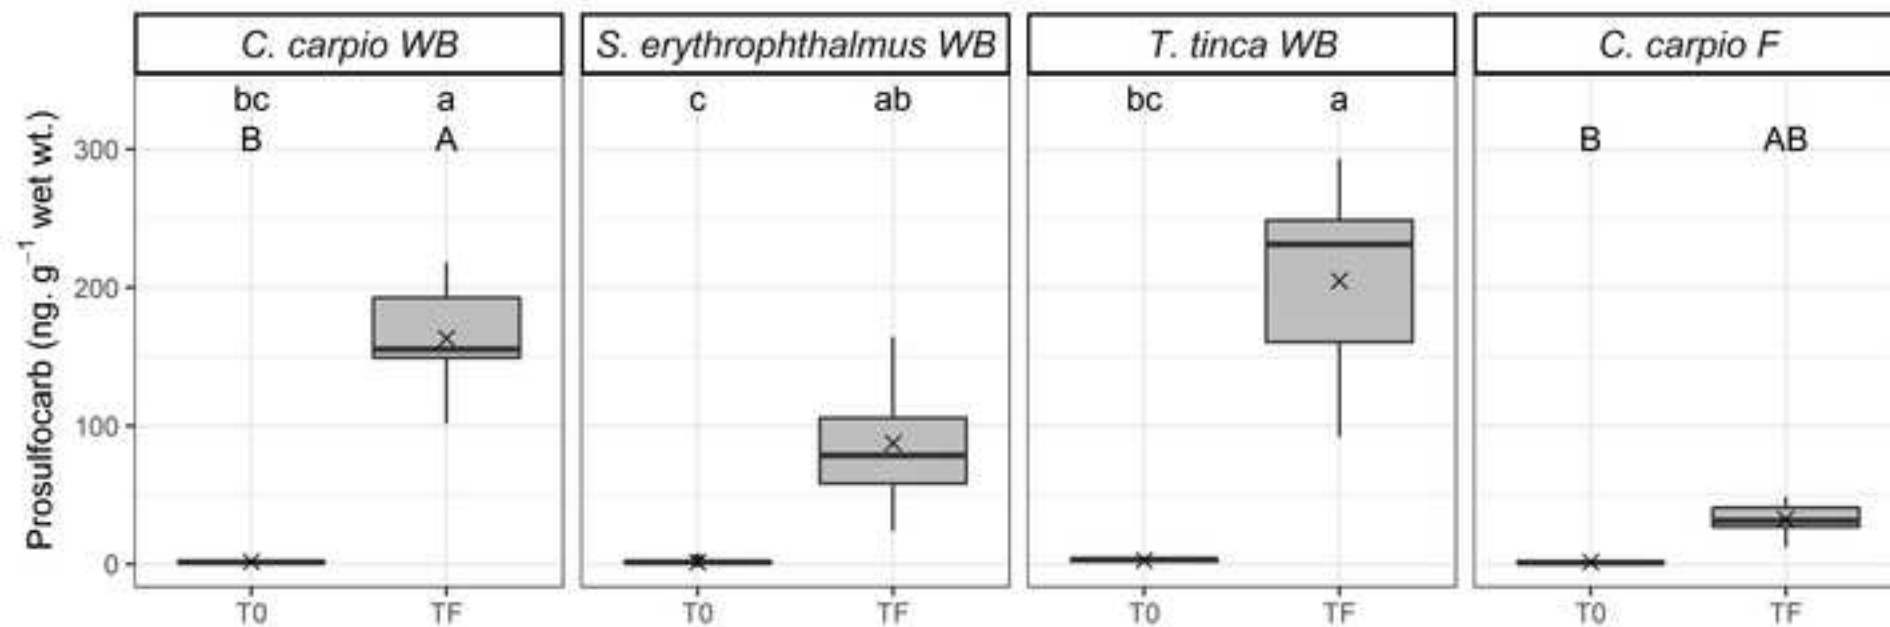 C. carpio WB
S. erythrophthalmus WB
T. tinca WB
C. carpio F
bc a
B A
c ab
bc a
B AB
Prosulfocarb (ng. g⁻¹ wet wt.)
300
200
100
0
T0 TF
T0 TF
T0 TF
T0 TF